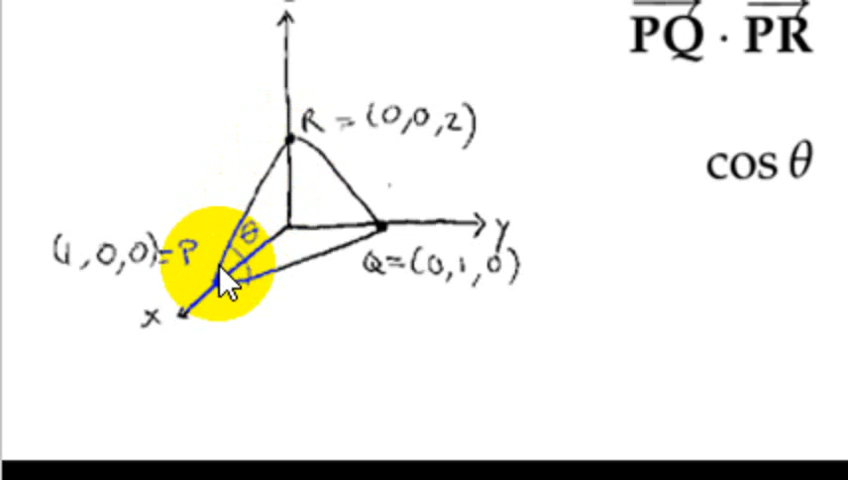 PQ · PR
R = (0,0,2)
cos θ
θ
(1,0,0)=P
y
Q=(0,1,0)
x